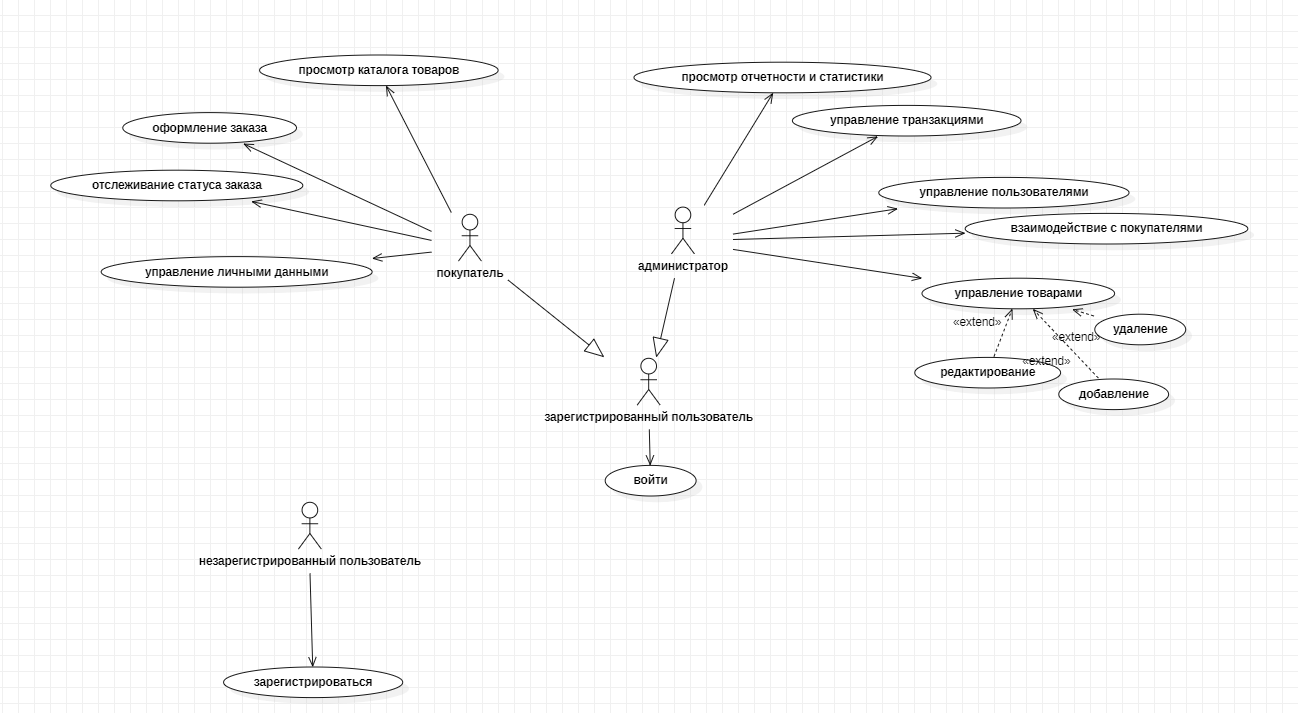 просмотр каталога товаров
просмотр отчетности и статистики
управление транзакциями
оформление заказа
отслеживание статуса заказа
управление пользователями
взаимодействие с покупателями
администратор
покупатель
управление личными данными
управление товарами
«extend»
удаление
«extend»
«extend»
редактирование
добавление
зарегистрированный пользователь
войти
незарегистрированный пользователь
зарегистрироваться